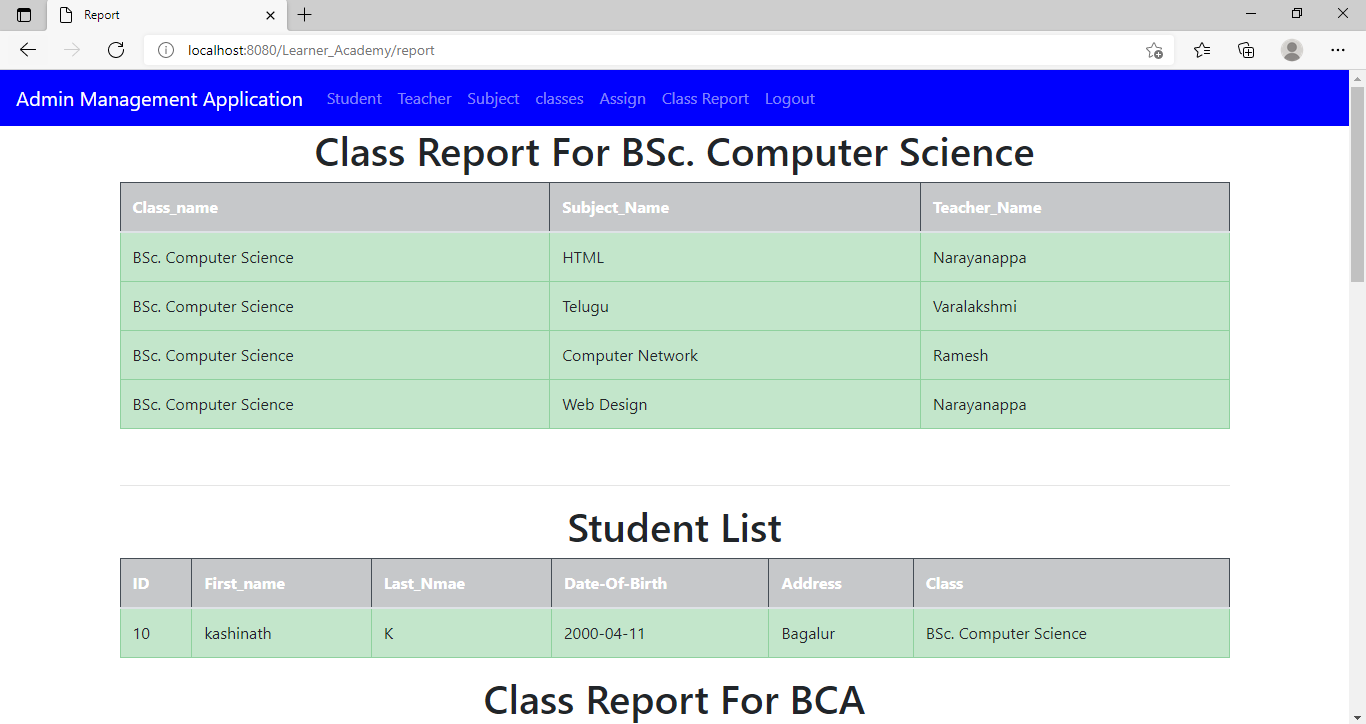 Report
localhost:8080/Learner_Academy/report
Admin Management Application Student Teacher Subject classes Assign Class Report Logout
Class Report For BSc. Computer Science
Class_name Subject_Name Teacher_Name
BSc. Computer Science HTML Narayanappa
BSc. Computer Science Telugu Varalakshmi
BSc. Computer Science Computer Network Ramesh
BSc. Computer Science Web Design Narayanappa
Student List
ID First_name Last_Nmae Date-Of-Birth Address Class
10 kashinath K 2000-04-11 Bagalur BSc. Computer Science
Class Report For BCA